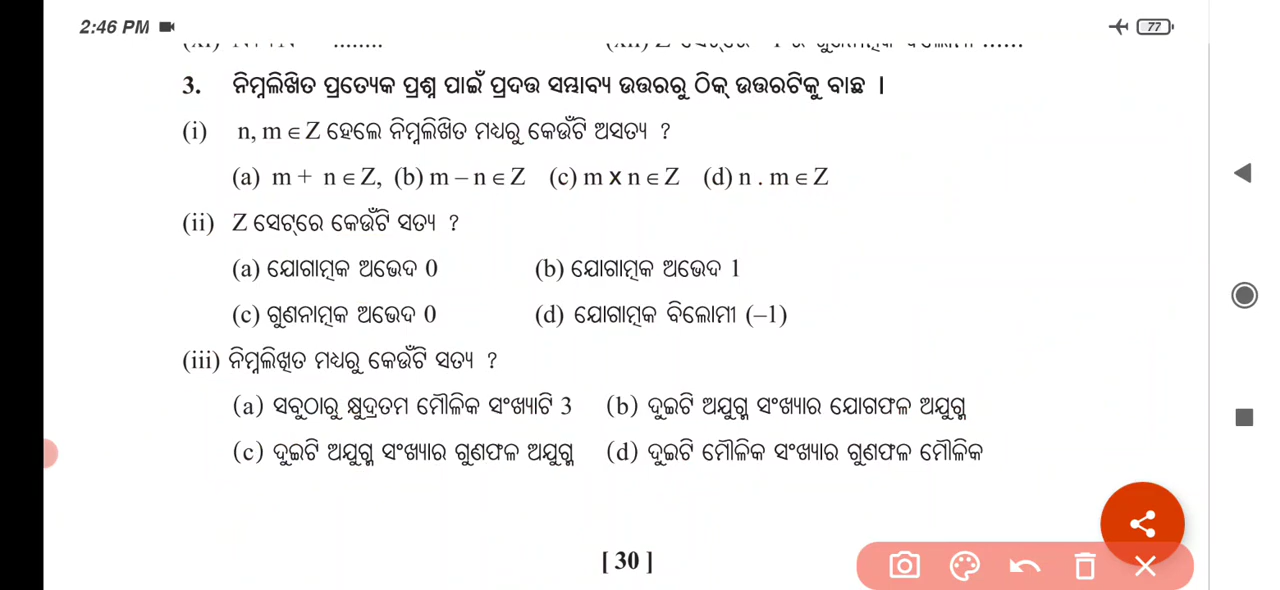 2:46 PM
77
3. ନିମ୍ନଲିଖିତ ପ୍ରତ୍ୟେକ ପ୍ରଶ୍ନ ପାଇଁ ପ୍ରଦତ୍ତ ସମ୍ଭାବ୍ୟ ଉତ୍ତରରୁ ଠିକ୍ ଉତ୍ତରଟିକୁ ବାଛ ।
(i) n, m ∈ Z ହେଲେ ନିମ୍ନଲିଖିତ ମଧ୍ୟରୁ କେଉଁଟି ଅସତ୍ୟ ?
(a) m + n ∈ Z, (b) m – n ∈ Z (c) m x n ∈ Z (d) n . m ∈ Z
(ii) Z ସେଟ୍‌ରେ କେଉଁଟି ସତ୍ୟ ?
(a) ଯୋଗାତ୍ମକ ଅଭେଦ 0 (b) ଯୋଗାତ୍ମକ ଅଭେଦ 1
(c) ଗୁଣନାତ୍ମକ ଅଭେଦ 0 (d) ଯୋଗାତ୍ମକ ବିଲୋମୀ (–1)
(iii) ନିମ୍ନଲିଖିତ ମଧ୍ୟରୁ କେଉଁଟି ସତ୍ୟ ?
(a) ସବୁଠାରୁ କ୍ଷୁଦ୍ରତମ ମୌଳିକ ସଂଖ୍ୟାଟି 3 (b) ଦୁଇଟି ଅଯୁଗ୍ମ ସଂଖ୍ୟାର ଯୋଗଫଳ ଅଯୁଗ୍ମ
(c) ଦୁଇଟି ଅଯୁଗ୍ମ ସଂଖ୍ୟାର ଗୁଣଫଳ ଅଯୁଗ୍ମ (d) ଦୁଇଟି ମୌଳିକ ସଂଖ୍ୟାର ଗୁଣଫଳ ମୌଳିକ
[ 30 ]